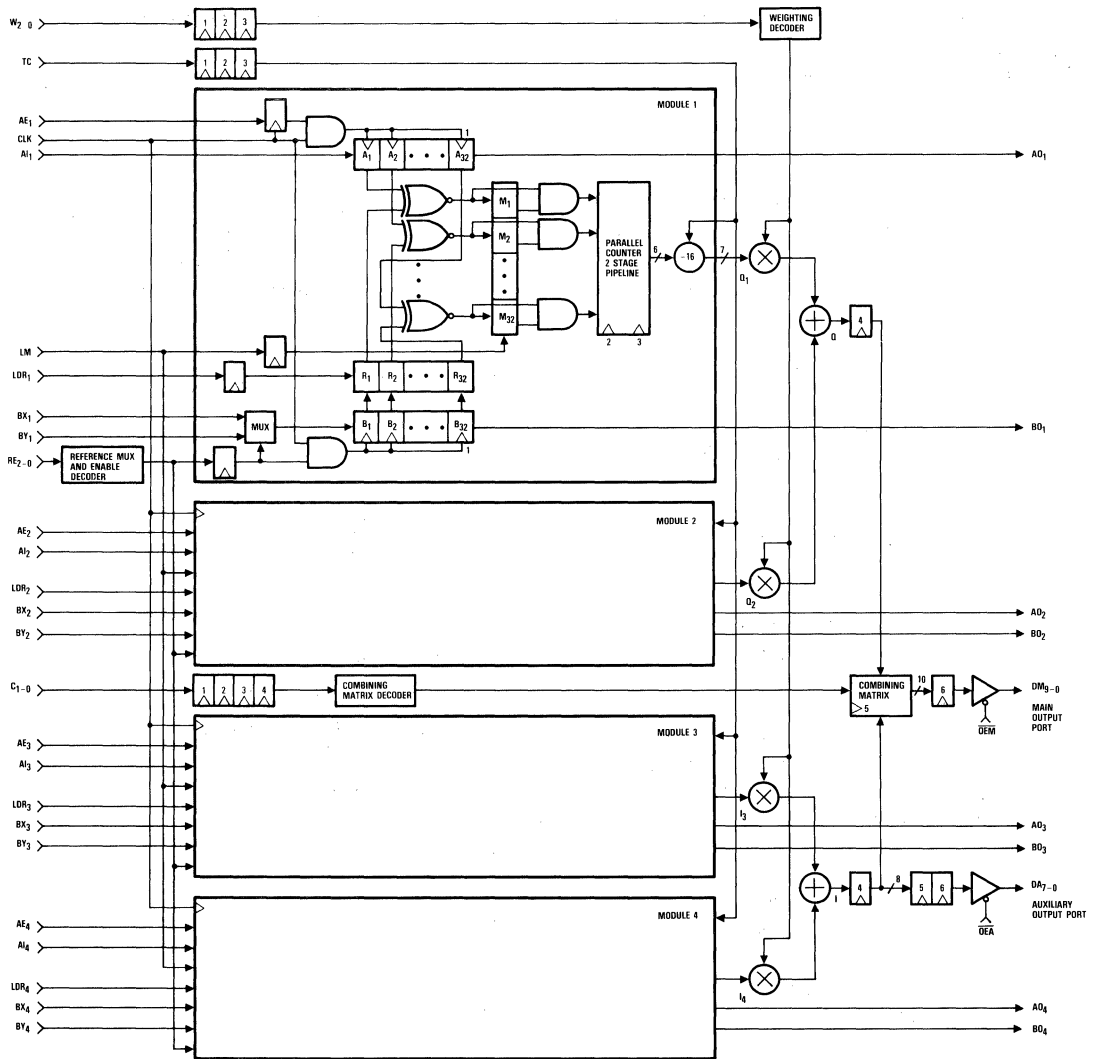 W2 0
WEIGHTING
DECODER
1 2 3
TC
1 2 3
MODULE 1
AE1
CLK
AI1
1
A1 A2 • • • A32
AO1
M1
M2
M32
PARALLEL
COUNTER
2 STAGE
PIPELINE
2 3
6
-16
7
Q1
Q
4
LM
LDR1
R1 R2 • • • R32
BX1
BY1
MUX
B1 B2 • • • B32
1
BO1
RE2-0
REFERENCE MUX
AND ENABLE
DECODER
MODULE 2
AE2
AI2
LDR2
BX2
BY2
Q2
AO2
BO2
C1-0
1 2 3 4
COMBINING
MATRIX DECODER
COMBINING
MATRIX
5
10
6
DM9-0
MAIN
OUTPUT
PORT
OEM
MODULE 3
AE3
AI3
LDR3
BX3
BY3
I3
AO3
BO3
I
4
8
5 6
DA7-0
AUXILIARY
OUTPUT PORT
OEA
MODULE 4
AE4
AI4
LDR4
BX4
BY4
I4
AO4
BO4